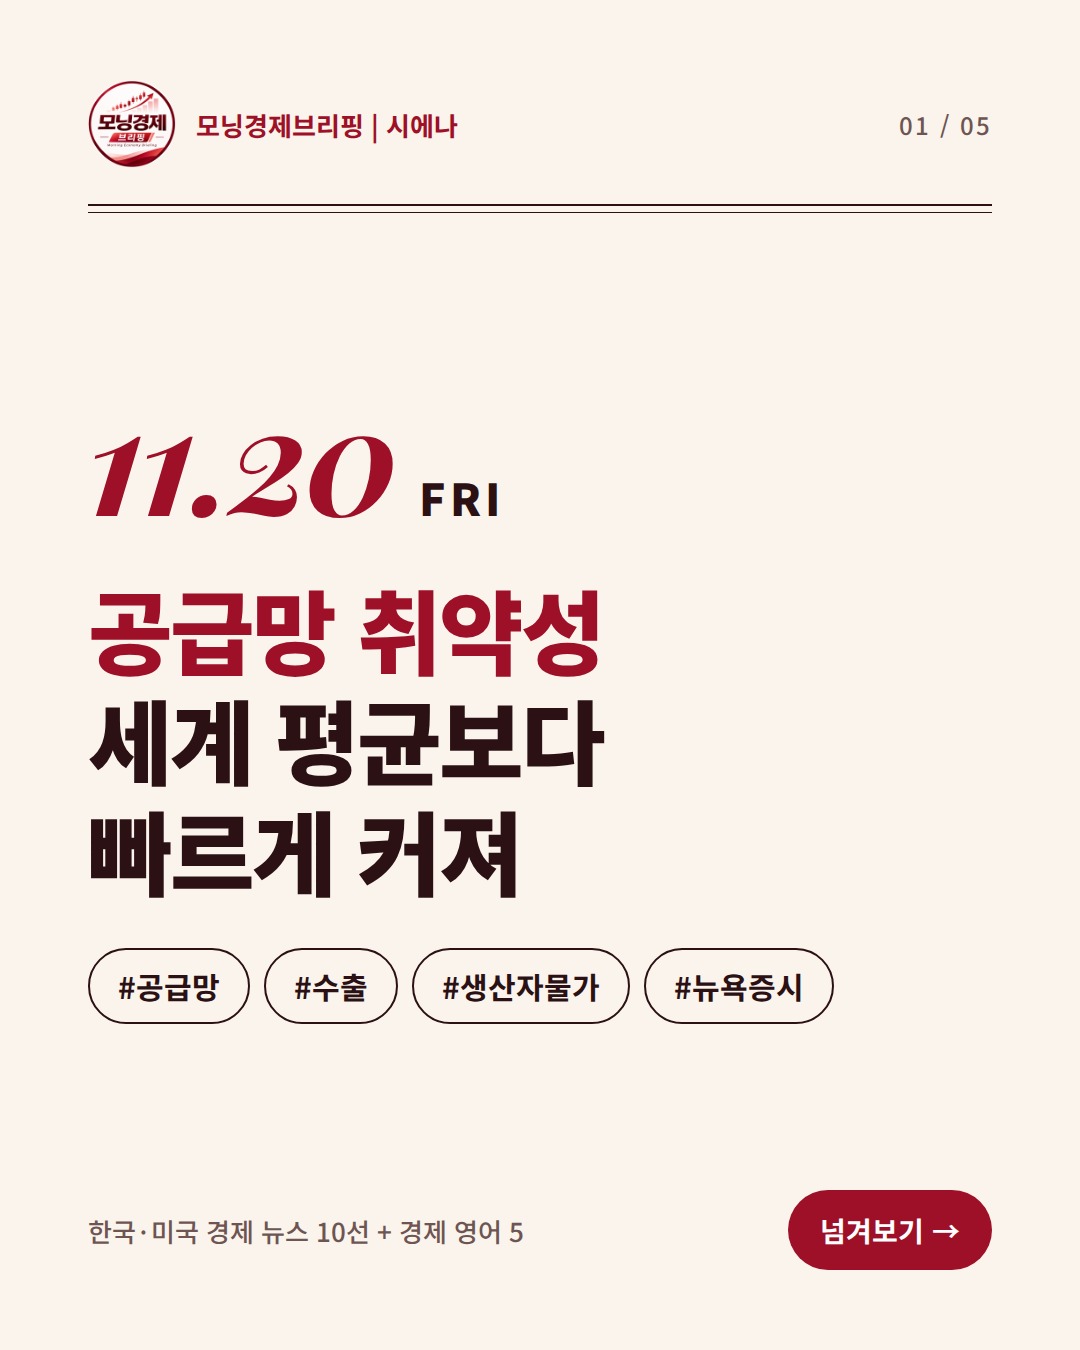 모닝경제
브리핑
Morning Economy Briefing
모닝경제브리핑 | 시에나
01 / 05
11.20 FRI
공급망 취약성
세계 평균보다
빠르게 커져
#공급망 #수출 #생산자물가 #뉴욕증시
한국·미국 경제 뉴스 10선 + 경제 영어 5
넘겨보기 →